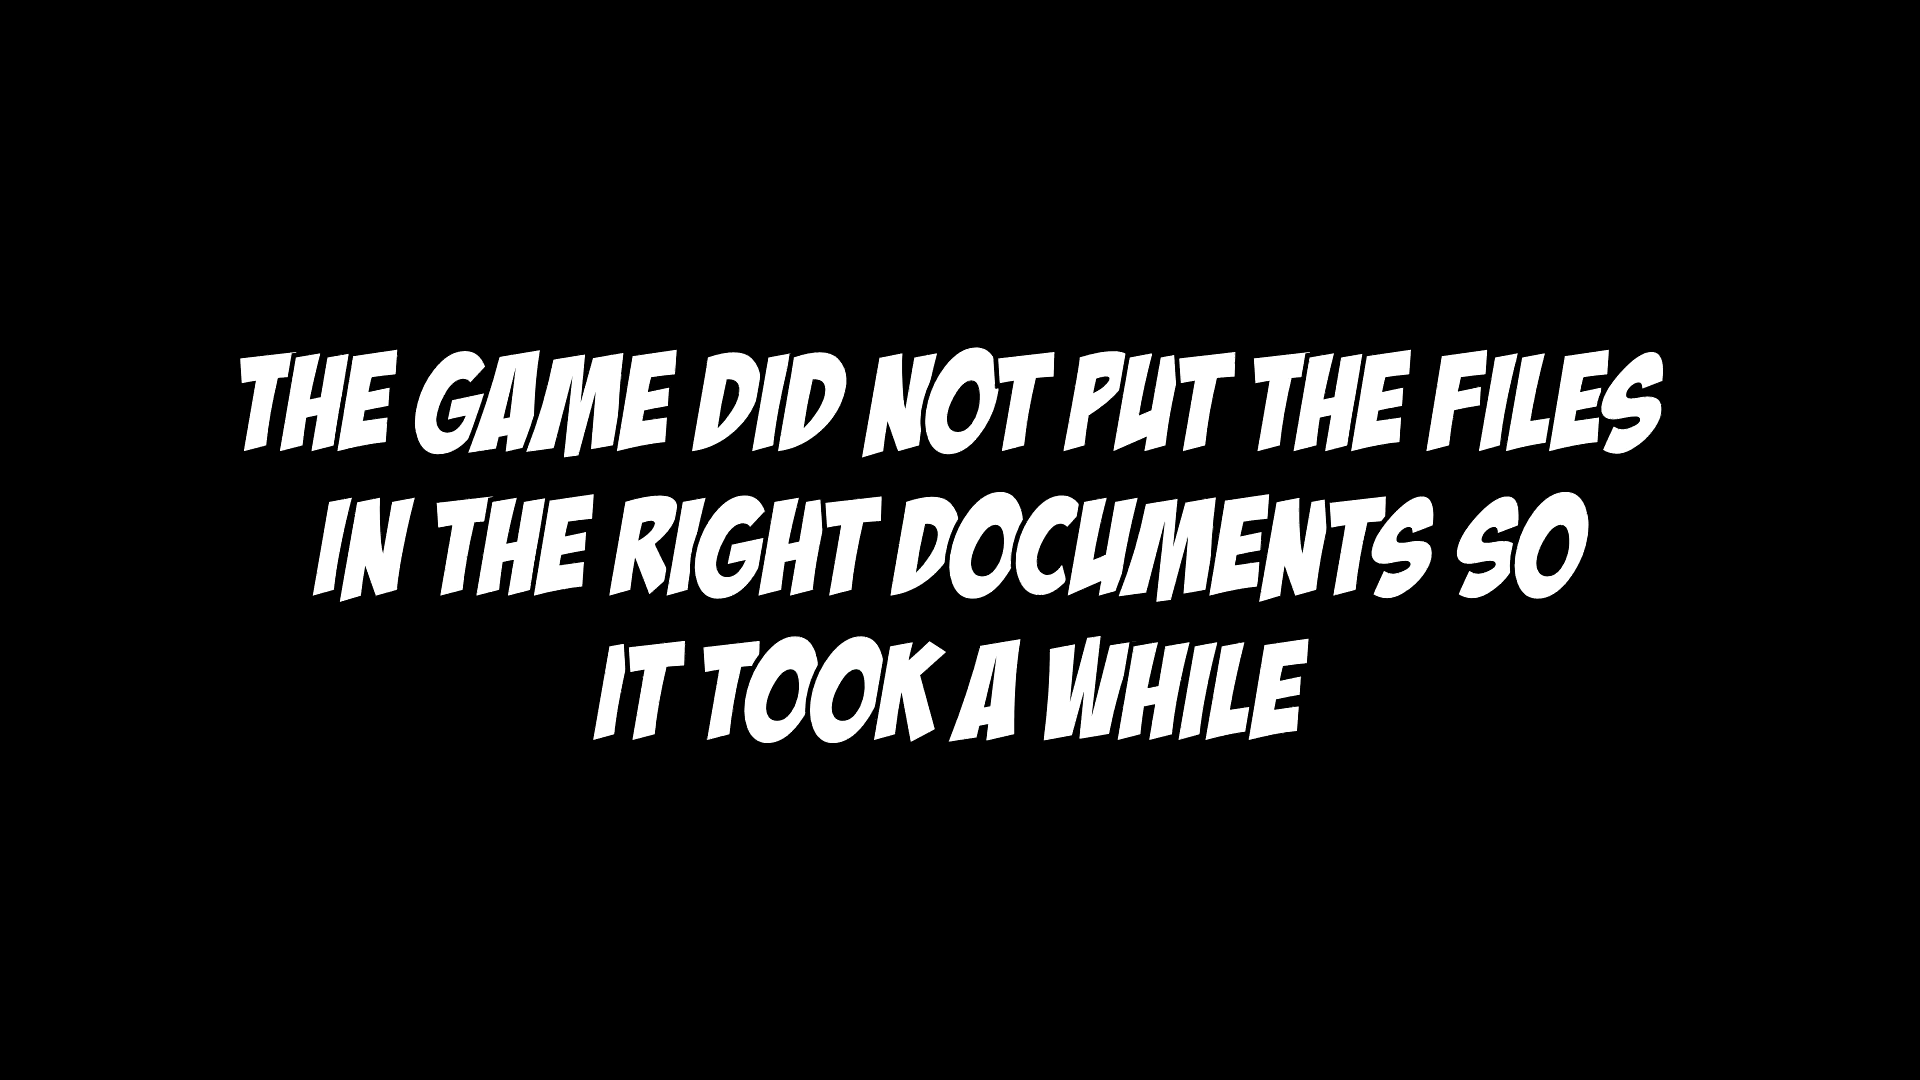 THE GAME DID NOT PUT THE FILES
IN THE RIGHT DOCUMENTS SO
IT TOOK A WHILE